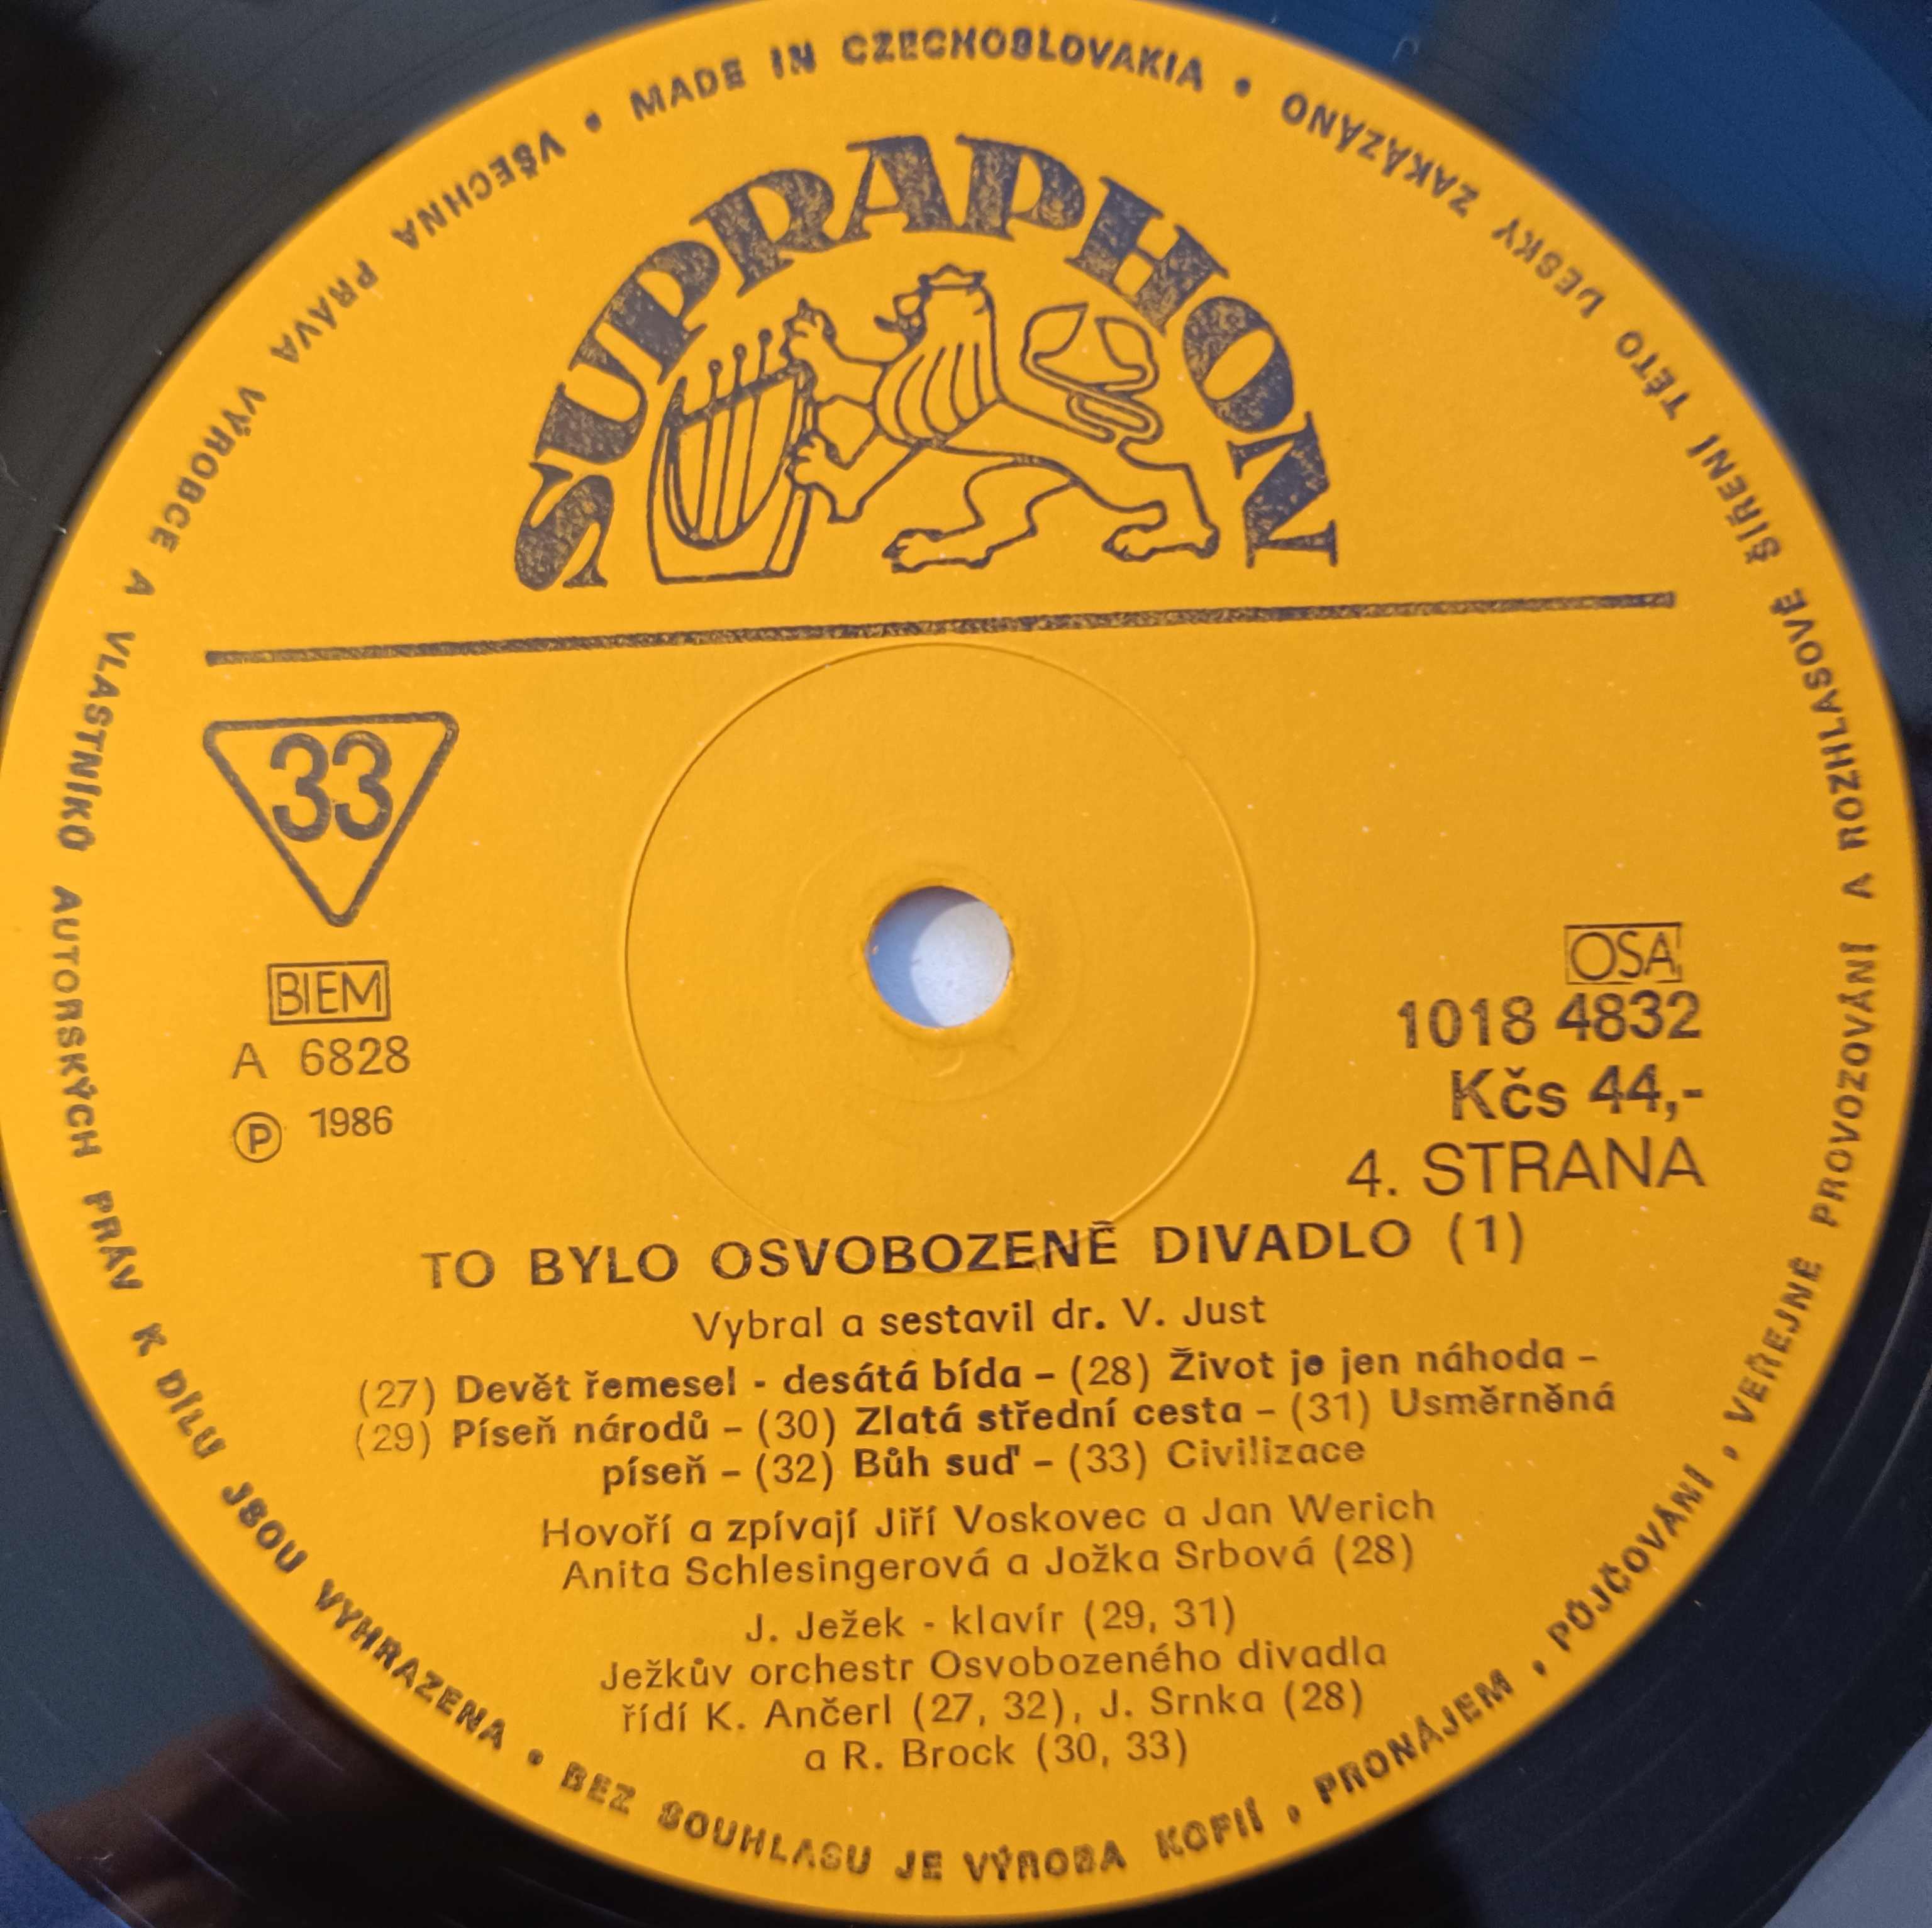 MADE IN CZECHOSLOVAKIA •
SUPRAPHON
33
BIEM
A 6828
Ⓟ 1986
OSA
1018 4832
Kčs 44,-
4. STRANA
TO BYLO OSVOBOZENÉ DIVADLO (1)
Vybral a sestavil dr. V. Just
(27) Devět řemesel - desátá bída – (28) Život je jen náhoda –
(29) Píseň národů – (30) Zlatá střední cesta – (31) Usměrněná
píseň – (32) Bůh suď – (33) Civilizace
Hovoří a zpívají Jiří Voskovec a Jan Werich
Anita Schlesingerová a Jožka Srbová (28)
J. Ježek - klavír (29, 31)
Ježkův orchestr Osvobozeného divadla
řídí K. Ančerl (27, 32), J. Srnka (28)
a R. Brock (30, 33)
VŠECHNA PRÁVA VÝROBCE A VLASTNÍKŮ AUTORSKÝCH PRÁV K DÍLU JSOU VYHRAZENA • BEZ SOUHLASU JE VÝROBA KOPIÍ, PRONÁJEM, PŮJČOVÁNÍ, VEŘEJNÉ PROVOZOVÁNÍ A ROZHLASOVÉ ŠÍŘENÍ TÉTO DESKY ZAKÁZÁNO •